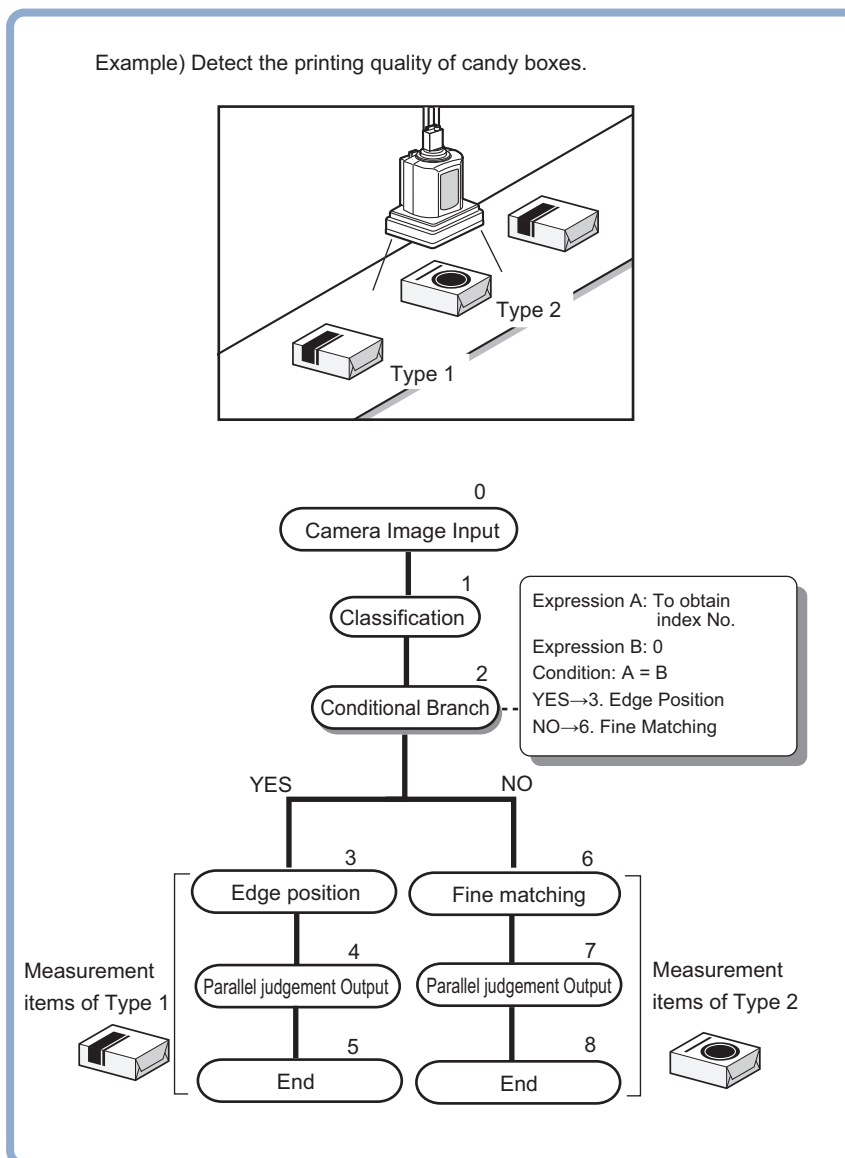 Example) Detect the printing quality of candy boxes.
Type 2
Type 1
0
Camera Image Input
1
Classification
2
Conditional Branch
Expression A: To obtain
index No.
Expression B: 0
Condition: A = B
YES→3. Edge Position
NO→6. Fine Matching
YES
NO
3
Edge position
6
Fine matching
4
Parallel judgement Output
7
Parallel judgement Output
Measurement
items of Type 1
Measurement
items of Type 2
5
End
8
End